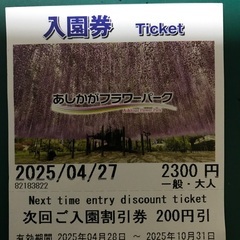 入園券 Ticket
あしかがフラワーパーク
2025/04/27 2300 円
82183822 一般・大人
Next time entry discount ticket
次回ご入園割引券 200円引
有効期間 2025年04月28日 ～ 2025年10月31日